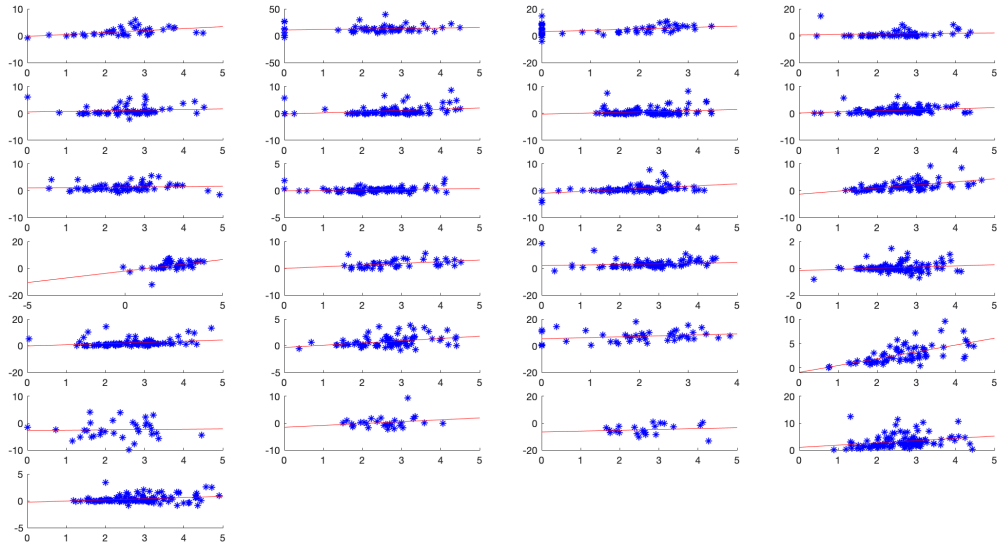 10 50 20 20
0 0 0 0
-10 -50 -20 -20
0 1 2 3 4 5 0 1 2 3 4 5 0 1 2 3 4 0 1 2 3 4 5
10 10 10 10
0 0 0 0
-10 -10 -10 -10
0 1 2 3 4 5 0 1 2 3 4 5 0 1 2 3 4 5 0 1 2 3 4 5
10 5 10 10
0 0 0 0
-10 -5 -10 -10
0 1 2 3 4 5 0 1 2 3 4 5 0 1 2 3 4 5 0 1 2 3 4 5
20 10 20 2
0 0 0 0
-20 -10 -20 -2
-5 0 5 0 1 2 3 4 5 0 1 2 3 4 5 0 1 2 3 4 5
20 5 20 10
0 0 0 5
-20 -5 -20 0
0 1 2 3 4 5 0 1 2 3 4 5 0 1 2 3 4 0 1 2 3 4 5
10 10 20 20
0 0 0 10
-10 -10 -20 0
0 1 2 3 4 5 0 1 2 3 4 5 0 1 2 3 4 5 0 1 2 3 4 5
5
0
-5
0 1 2 3 4 5